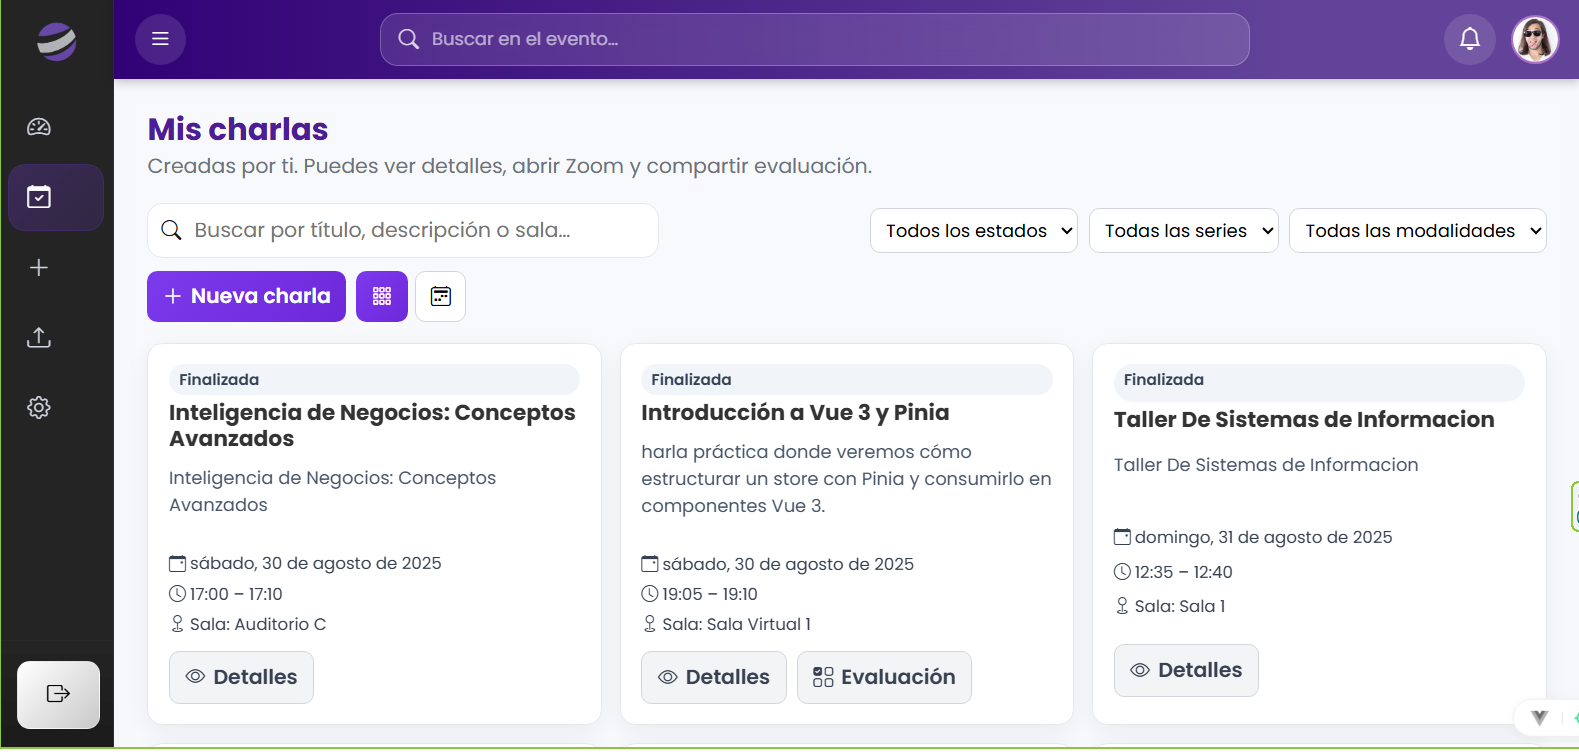 Buscar en el evento...
Mis charlas
Creadas por ti. Puedes ver detalles, abrir Zoom y compartir evaluación.
Buscar por título, descripción o sala...
Todos los estados
Todas las series
Todas las modalidades
+ Nueva charla
Finalizada
Inteligencia de Negocios: Conceptos
Avanzados
Inteligencia de Negocios: Conceptos
Avanzados
sábado, 30 de agosto de 2025
17:00 – 17:10
Sala: Auditorio C
Detalles
Finalizada
Introducción a Vue 3 y Pinia
harla práctica donde veremos cómo
estructurar un store con Pinia y consumirlo en
componentes Vue 3.
sábado, 30 de agosto de 2025
19:05 – 19:10
Sala: Sala Virtual 1
Detalles
Evaluación
Finalizada
Taller De Sistemas de Informacion
Taller De Sistemas de Informacion
domingo, 31 de agosto de 2025
12:35 – 12:40
Sala: Sala 1
Detalles